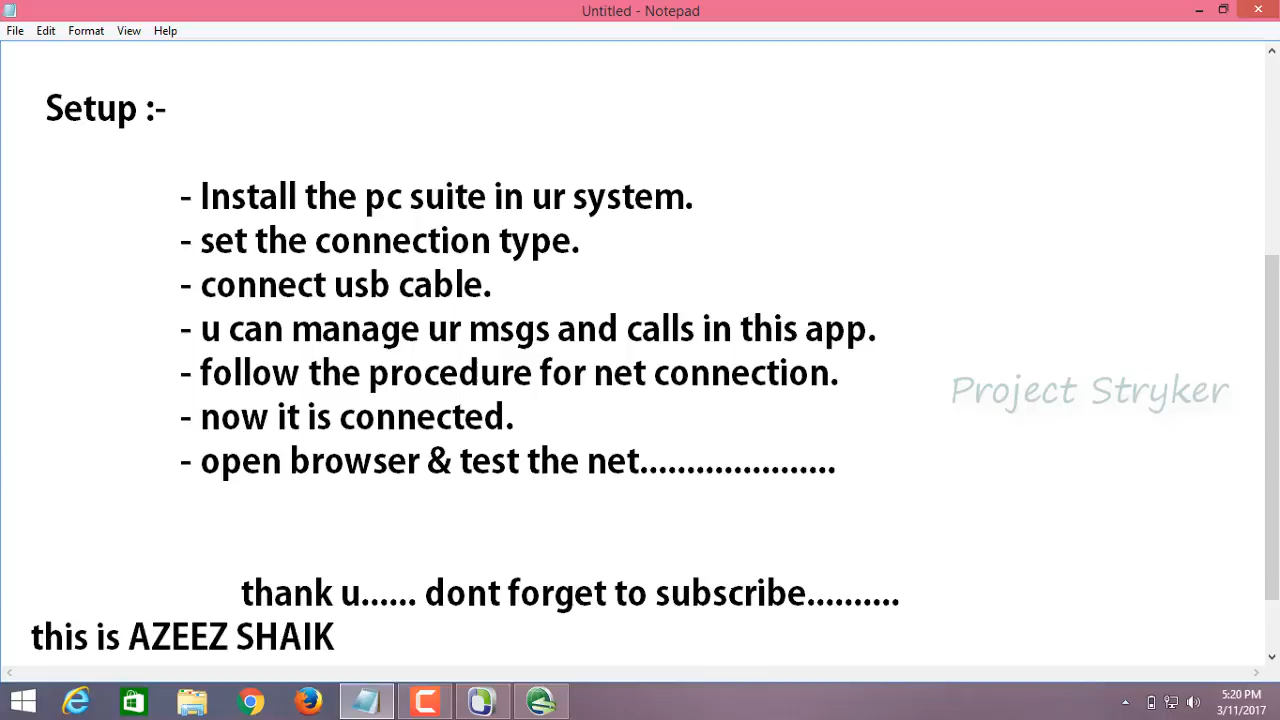 Untitled - Notepad
File Edit Format View Help
Setup :-
- Install the pc suite in ur system.
- set the connection type.
- connect usb cable.
- u can manage ur msgs and calls in this app.
- follow the procedure for net connection.
- now it is connected.
- open browser & test the net.....................
Project Stryker
thank u...... dont forget to subscribe..........
this is AZEEZ SHAIK
5:20 PM
3/11/2017